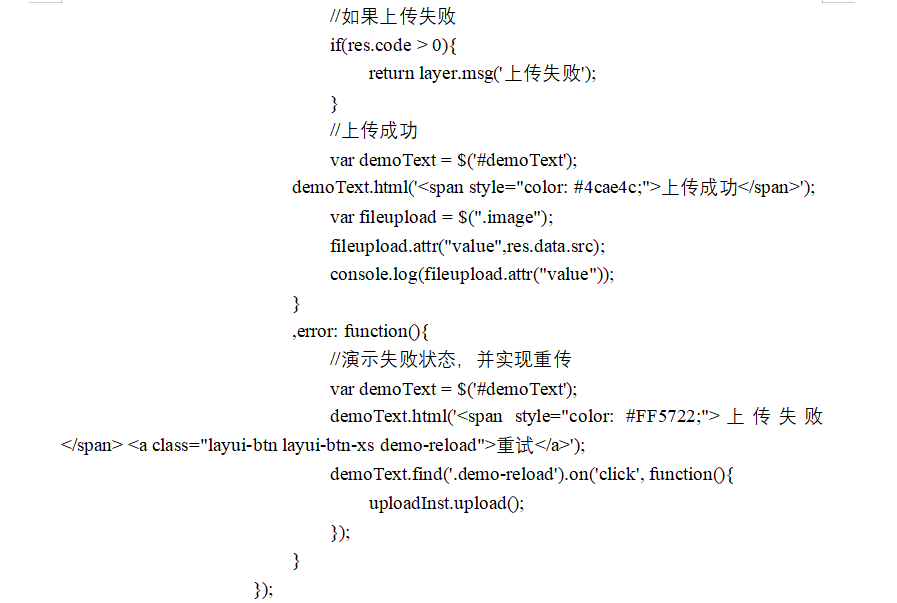 //如果上传失败
if(res.code > 0){
return layer.msg('上传失败');
}
//上传成功
var demoText = $('#demoText');
demoText.html('<span style="color: #4cae4c;">上传成功</span>');
var fileupload = $(".image");
fileupload.attr("value",res.data.src);
console.log(fileupload.attr("value"));
}
,error: function(){
//演示失败状态，并实现重传
var demoText = $('#demoText');
demoText.html('<span style="color: #FF5722;">上传失败
</span> <a class="layui-btn layui-btn-xs demo-reload">重试</a>');
demoText.find('.demo-reload').on('click', function(){
uploadInst.upload();
});
}
});